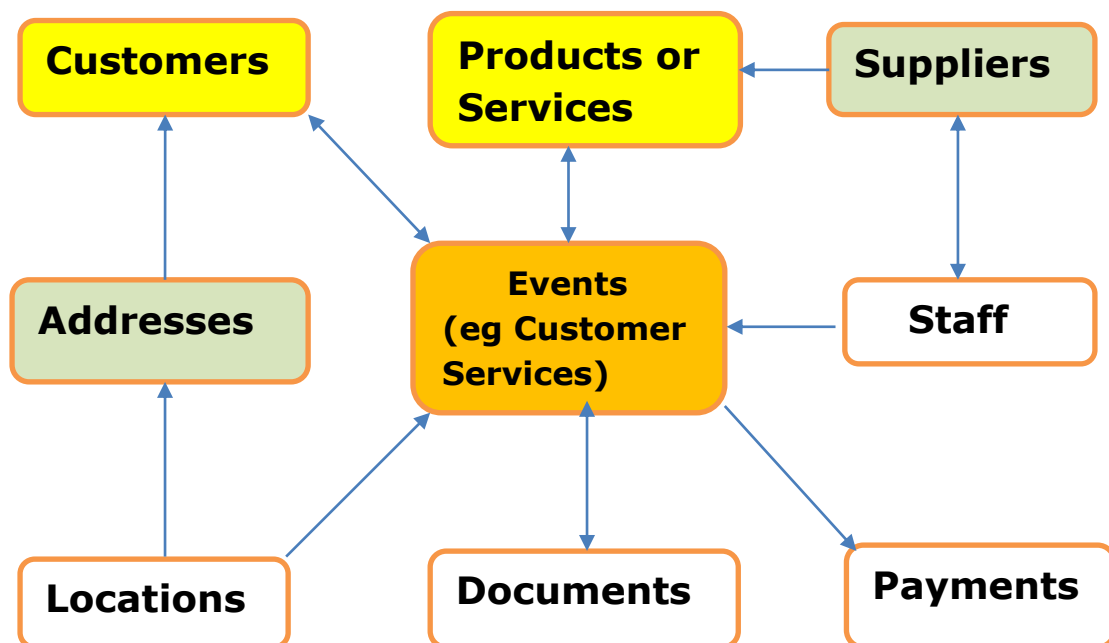 Customers
Products or
Services
Suppliers
Addresses
Events
(eg Customer
Services)
Staff
Locations
Documents
Payments